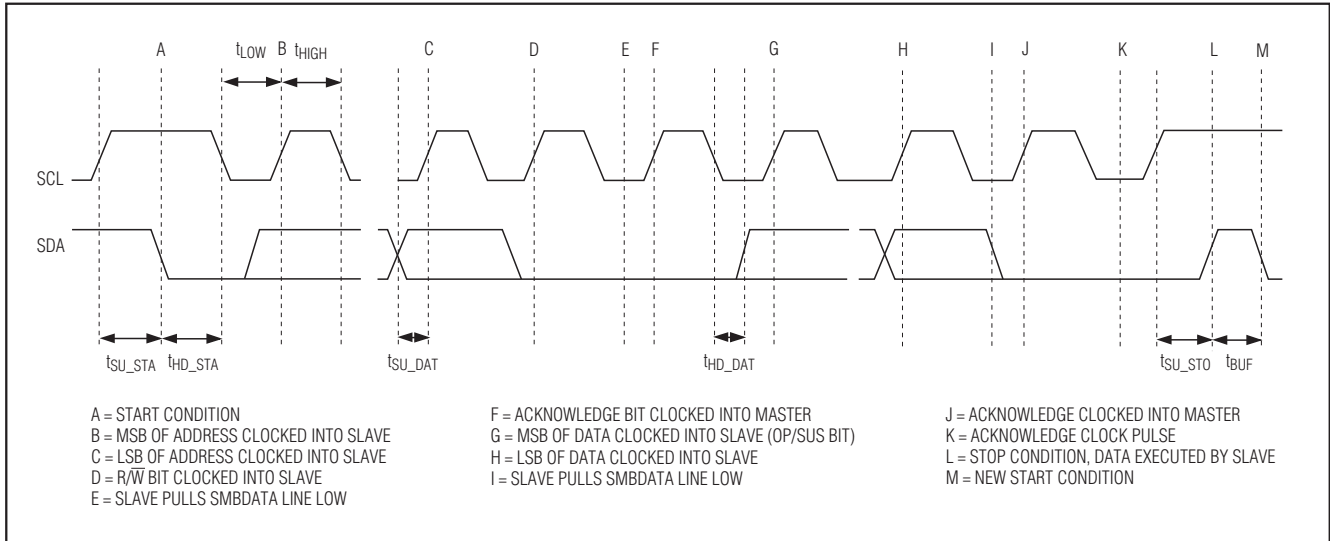 A tLOW B tHIGH C D E F G H I J K L M
SCL
SDA
tSU_STA tHD_STA tSU_DAT tHD_DAT tSU_STO tBUF
A = START CONDITION
B = MSB OF ADDRESS CLOCKED INTO SLAVE
C = LSB OF ADDRESS CLOCKED INTO SLAVE
D = R/W̅ BIT CLOCKED INTO SLAVE
E = SLAVE PULLS SMBDATA LINE LOW
F = ACKNOWLEDGE BIT CLOCKED INTO MASTER
G = MSB OF DATA CLOCKED INTO SLAVE (OP/SUS BIT)
H = LSB OF DATA CLOCKED INTO SLAVE
I = SLAVE PULLS SMBDATA LINE LOW
J = ACKNOWLEDGE CLOCKED INTO MASTER
K = ACKNOWLEDGE CLOCK PULSE
L = STOP CONDITION, DATA EXECUTED BY SLAVE
M = NEW START CONDITION